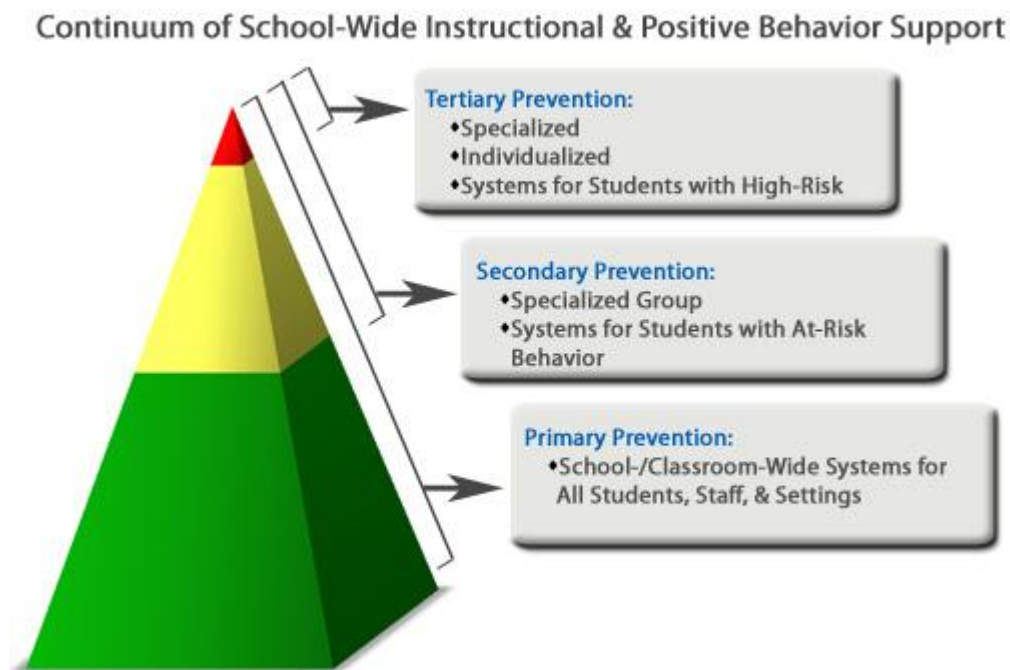 Continuum of School-Wide Instructional & Positive Behavior Support
Tertiary Prevention:
♦Specialized
♦Individualized
♦Systems for Students with High-Risk
Secondary Prevention:
♦Specialized Group
♦Systems for Students with At-Risk
Behavior
Primary Prevention:
♦School-/Classroom-Wide Systems for
All Students, Staff, & Settings